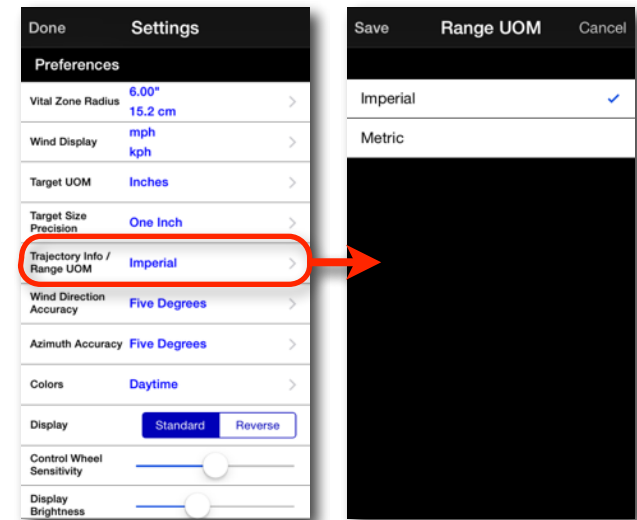 Done Settings
Preferences
Vital Zone Radius 6.00"
15.2 cm
Wind Display mph
kph
Target UOM Inches
Target Size
Precision One Inch
Trajectory Info /
Range UOM Imperial
Wind Direction
Accuracy Five Degrees
Azimuth Accuracy Five Degrees
Colors Daytime
Display Standard Reverse
Control Wheel
Sensitivity
Display
Brightness
Save Range UOM Cancel
Imperial
Metric